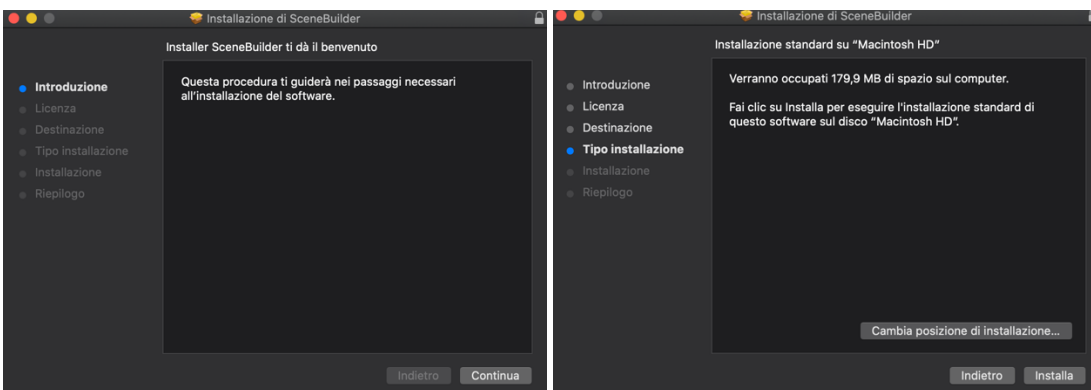 Installazione di SceneBuilder
Installer SceneBuilder ti dà il benvenuto
Introduzione
Licenza
Destinazione
Tipo installazione
Installazione
Riepilogo
Questa procedura ti guiderà nei passaggi necessari
all'installazione del software.
Indietro
Continua
Installazione di SceneBuilder
Installazione standard su “Macintosh HD”
Introduzione
Licenza
Destinazione
Tipo installazione
Installazione
Riepilogo
Verranno occupati 179,9 MB di spazio sul computer.
Fai clic su Installa per eseguire l'installazione standard di
questo software sul disco “Macintosh HD”.
Cambia posizione di installazione...
Indietro
Installa